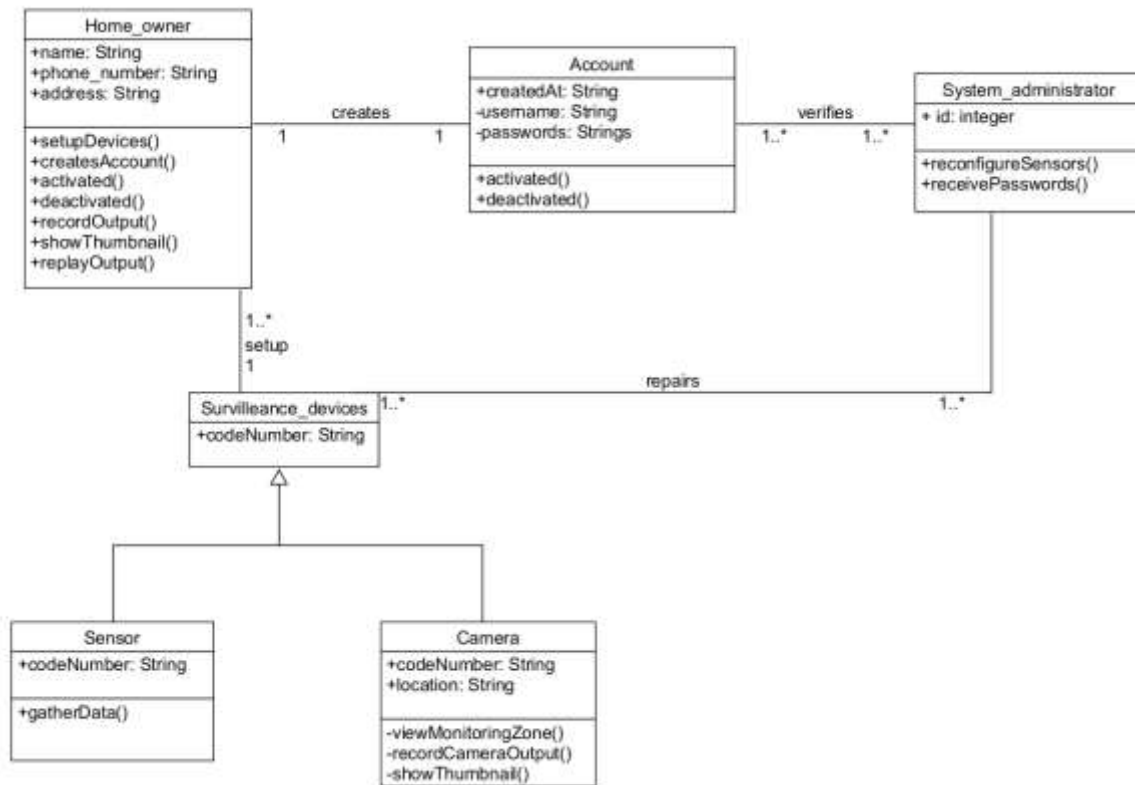 Home_owner
+name: String
+phone_number: String
+address: String
+setupDevices()
+createsAccount()
+activated()
+deactivated()
+recordOutput()
+showThumbnail()
+replayOutput()
creates
1
1
Account
+createdAt: String
-username: String
-passwords: Strings
+activated()
+deactivated()
verifies
1..*
1..*
System_administrator
+ id: integer
+reconfigureSensors()
+receivePasswords()
1..*
setup
1
repairs
1..*
1..*
Survilleance_devices
+codeNumber: String
Sensor
+codeNumber: String
+gatherData()
Camera
+codeNumber: String
+location: String
-viewMonitoringZone()
-recordCameraOutput()
-showThumbnail()